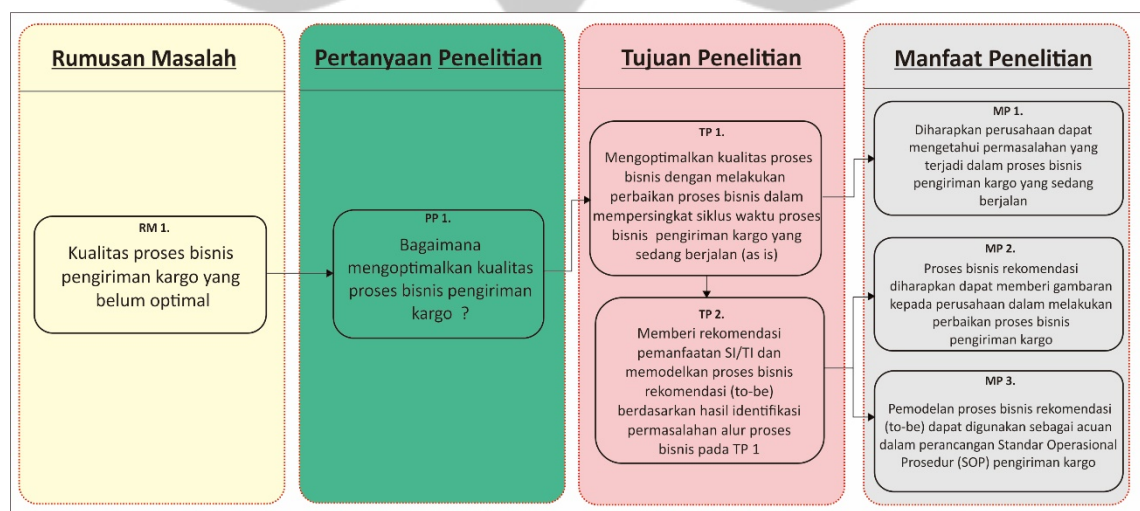 Rumusan Masalah
RM 1.
Kualitas proses bisnis
pengiriman kargo yang
belum optimal
Pertanyaan Penelitian
PP 1.
Bagaimana
mengoptimalkan kualitas
proses bisnis pengiriman
kargo ?
Tujuan Penelitian
TP 1.
Mengoptimalkan kualitas proses
bisnis dengan melakukan
perbaikan proses bisnis dalam
mempersingkat siklus waktu proses
bisnis pengiriman kargo yang
sedang berjalan (as is)
TP 2.
Memberi rekomendasi
pemanfaatan SI/TI dan
memodelkan proses bisnis
rekomendasi (to-be)
berdasarkan hasil identifikasi
permasalahan alur proses
bisnis pada TP 1
Manfaat Penelitian
MP 1.
Diharapkan perusahaan dapat
mengetahui permasalahan yang
terjadi dalam proses bisnis
pengiriman kargo yang sedang
berjalan
MP 2.
Proses bisnis rekomendasi
diharapkan dapat memberi gambaran
kepada perusahaan dalam melakukan
perbaikan proses bisnis
pengiriman kargo
MP 3.
Pemodelan proses bisnis rekomendasi
(to-be) dapat digunakan sebagai acuan
dalam perancangan Standar Operasional
Prosedur (SOP) pengiriman kargo